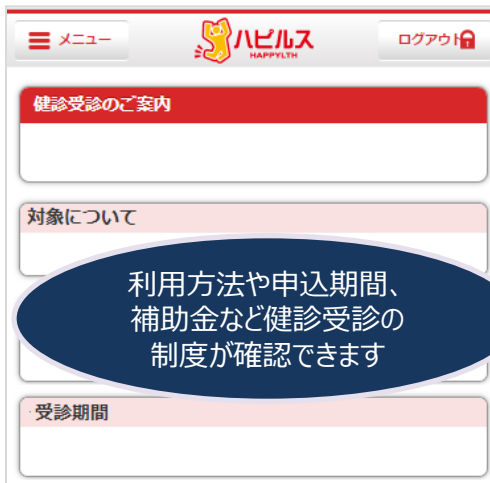 メニュー
ハピルス
HAPPYLTH
ログアウト
健診受診のご案内
対象について
利用方法や申込期間、
補助金など健診受診の
制度が確認できます
受診期間